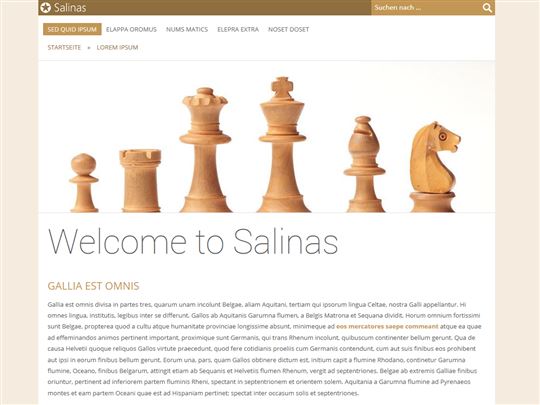 Salinas
Suchen nach ...
SED QUID IPSUM ELAPPA OROMUS NUMS MATICS ELEPRA EXTRA NOSET DOSET
STARTSEITE » LOREM IPSUM
Welcome to Salinas
GALLIA EST OMNIS
Gallia est omnis divisa in partes tres, quarum unam incolunt Belgae, aliam Aquitani, tertiam qui ipsorum lingua Celtae, nostra Galli appellantur. Hi
omnes lingua, institutis, legibus inter se differunt. Gallos ab Aquitanis Garunna flumen, a Belgis Matrona et Sequana dividit. Horum omnium fortissimi
sunt Belgae, propterea quod a cultu atque humanitate provinciae longissime absunt, minimeque ad eos mercatores saepe commeant atque ea quae
ad effeminandos animos pertinent important, proximique sunt Germanis, qui trans Rhenum incolunt, quibuscum continenter bellum gerunt. Qua de
causa Helvetii quoque reliquos Gallos virtute praecedunt, quod fere cotidianis proeliis cum Germanis contendunt, cum aut suis finibus eos prohibent
aut ipsi in eorum finibus bellum gerunt. Eorum una, pars, quam Gallos obtinere dictum est, initium capit a flumine Rhodano, continetur Garunna
flumine, Oceano, finibus Belgarum, attingit etiam ab Sequanis et Helvetiis flumen Rhenum, vergit ad septentriones. Belgae ab extremis Galliae finibus
oriuntur, pertinent ad inferiorem partem fluminis Rheni, spectant in septentrionem et orientem solem. Aquitania a Garunna flumine ad Pyrenaeos
montes et eam partem Oceani quae est ad Hispaniam pertinet; spectat inter occasum solis et septentriones.